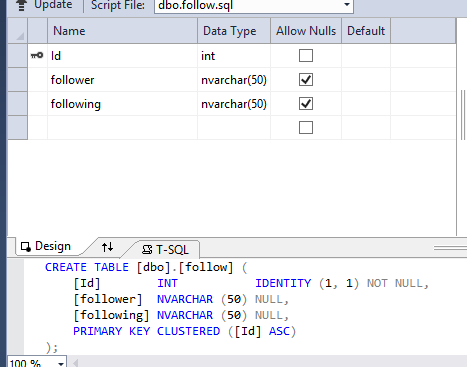 Update Script File: dbo.follow.sql
Name Data Type Allow Nulls Default
Id int
follower nvarchar(50)
following nvarchar(50)
Design T-SQL
CREATE TABLE [dbo].[follow] (
[Id] INT IDENTITY (1, 1) NOT NULL,
[follower] NVARCHAR (50) NULL,
[following] NVARCHAR (50) NULL,
PRIMARY KEY CLUSTERED ([Id] ASC)
);
100 %